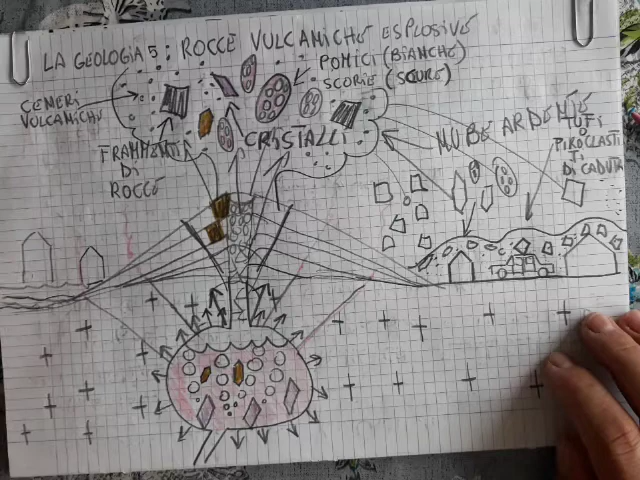 LA GEOLOGIA 5: ROCCE VULCANICHE ESPLOSIVE
POMICI (BIANCHE)
SCORIE (SCURE)
CENERI
VULCANICHE
CRISTALLI
FRAMMENTI
DI
ROCCE
NUBE ARDENTE
TUFI
O
PIROCLASTI
TI
DI CADUTA